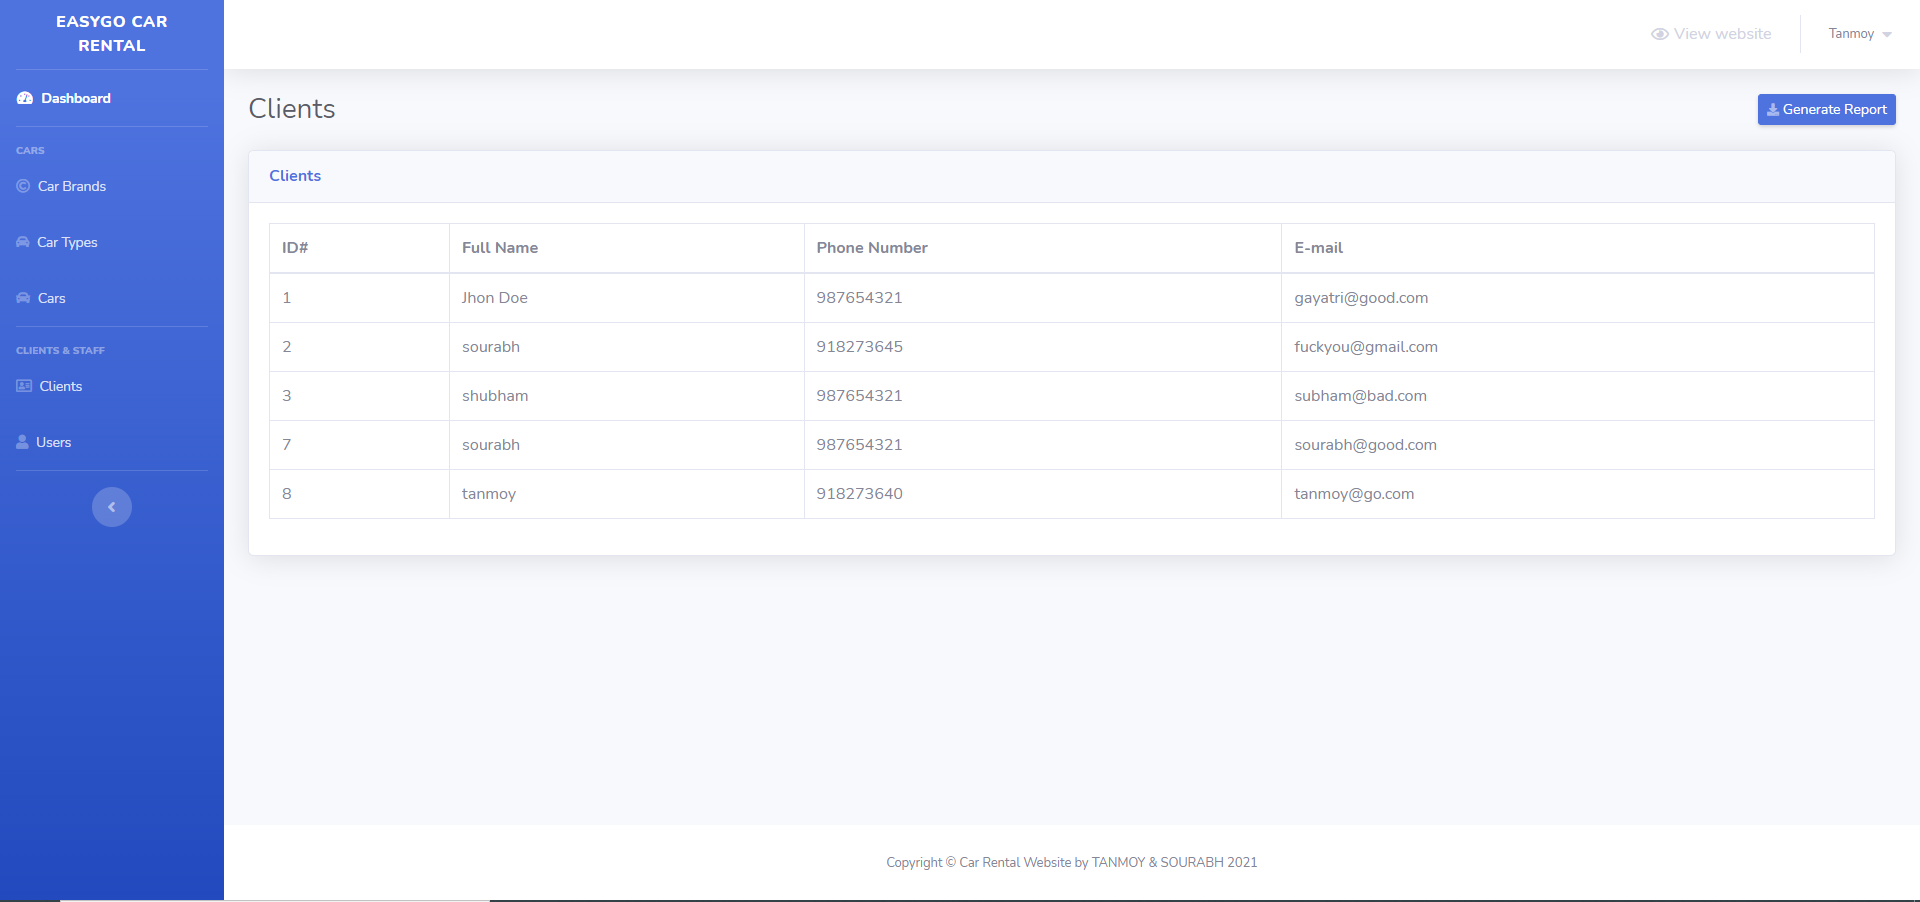 EASYGO CAR
RENTAL
Dashboard
CARS
Car Brands
Car Types
Cars
CLIENTS & STAFF
Clients
Users
View website
Tanmoy
Clients
Generate Report
Clients
ID# Full Name Phone Number E-mail
1 Jhon Doe 987654321 gayatri@good.com
2 sourabh 918273645 fuckyou@gmail.com
3 shubham 987654321 subham@bad.com
7 sourabh 987654321 sourabh@good.com
8 tanmoy 918273640 tanmoy@go.com
Copyright © Car Rental Website by TANMOY & SOURABH 2021